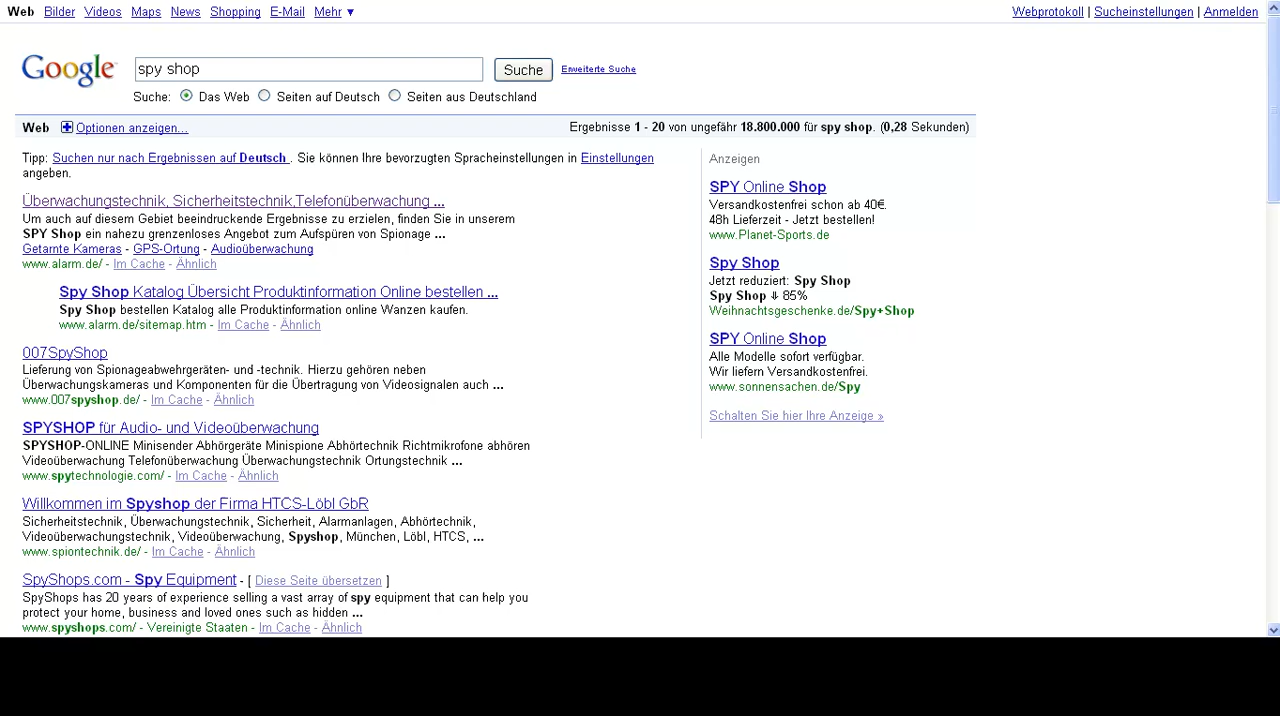 Web Bilder Videos Maps News Shopping E-Mail Mehr ▼ Webprotokoll | Sucheinstellungen | Anmelden
Google spy shop Suche Erweiterte Suche
Suche: Das Web Seiten auf Deutsch Seiten aus Deutschland
Web Optionen anzeigen... Ergebnisse 1 - 20 von ungefähr 18.800.000 für spy shop. (0,28 Sekunden)
Tipp: Suchen nur nach Ergebnissen auf Deutsch . Sie können Ihre bevorzugten Spracheinstellungen in Einstellungen
angeben.
Überwachungstechnik, Sicherheitstechnik,Telefonüberwachung ...
Um auch auf diesem Gebiet beeindruckende Ergebnisse zu erzielen, finden Sie in unserem
SPY Shop ein nahezu grenzenloses Angebot zum Aufspüren von Spionage ...
Getarnte Kameras - GPS-Ortung - Audioüberwachung
www.alarm.de/ - Im Cache - Ähnlich
Spy Shop Katalog Übersicht Produktinformation Online bestellen ...
Spy Shop bestellen Katalog alle Produktinformation online Wanzen kaufen.
www.alarm.de/sitemap.htm - Im Cache - Ähnlich
007SpyShop
Lieferung von Spionageabwehrgeräten- und -technik. Hierzu gehören neben
Überwachungskameras und Komponenten für die Übertragung von Videosignalen auch ...
www.007spyshop.de/ - Im Cache - Ähnlich
SPYSHOP für Audio- und Videoüberwachung
SPYSHOP-ONLINE Minisender Abhörgeräte Minispione Abhörtechnik Richtmikrofone abhören
Videoüberwachung Telefonüberwachung Überwachungstechnik Ortungstechnik ...
www.spytechnologie.com/ - Im Cache - Ähnlich
Willkommen im Spyshop der Firma HTCS-Löbl GbR
Sicherheitstechnik, Überwachungstechnik, Sicherheit, Alarmanlagen, Abhörtechnik,
Videoüberwachungstechnik, Videoüberwachung, Spyshop, München, Löbl, HTCS, ...
www.spiontechnik.de/ - Im Cache - Ähnlich
SpyShops.com - Spy Equipment - [ Diese Seite übersetzen ]
SpyShops has 20 years of experience selling a vast array of spy equipment that can help you
protect your home, business and loved ones such as hidden ...
www.spyshops.com/ - Vereinigte Staaten - Im Cache - Ähnlich
Anzeigen
SPY Online Shop
Versandkostenfrei schon ab 40€.
48h Lieferzeit - Jetzt bestellen!
www.Planet-Sports.de
Spy Shop
Jetzt reduziert: Spy Shop
Spy Shop ⇓ 85%
Weihnachtsgeschenke.de/Spy+Shop
SPY Online Shop
Alle Modelle sofort verfügbar.
Wir liefern Versandkostenfrei.
www.sonnensachen.de/Spy
Schalten Sie hier Ihre Anzeige »